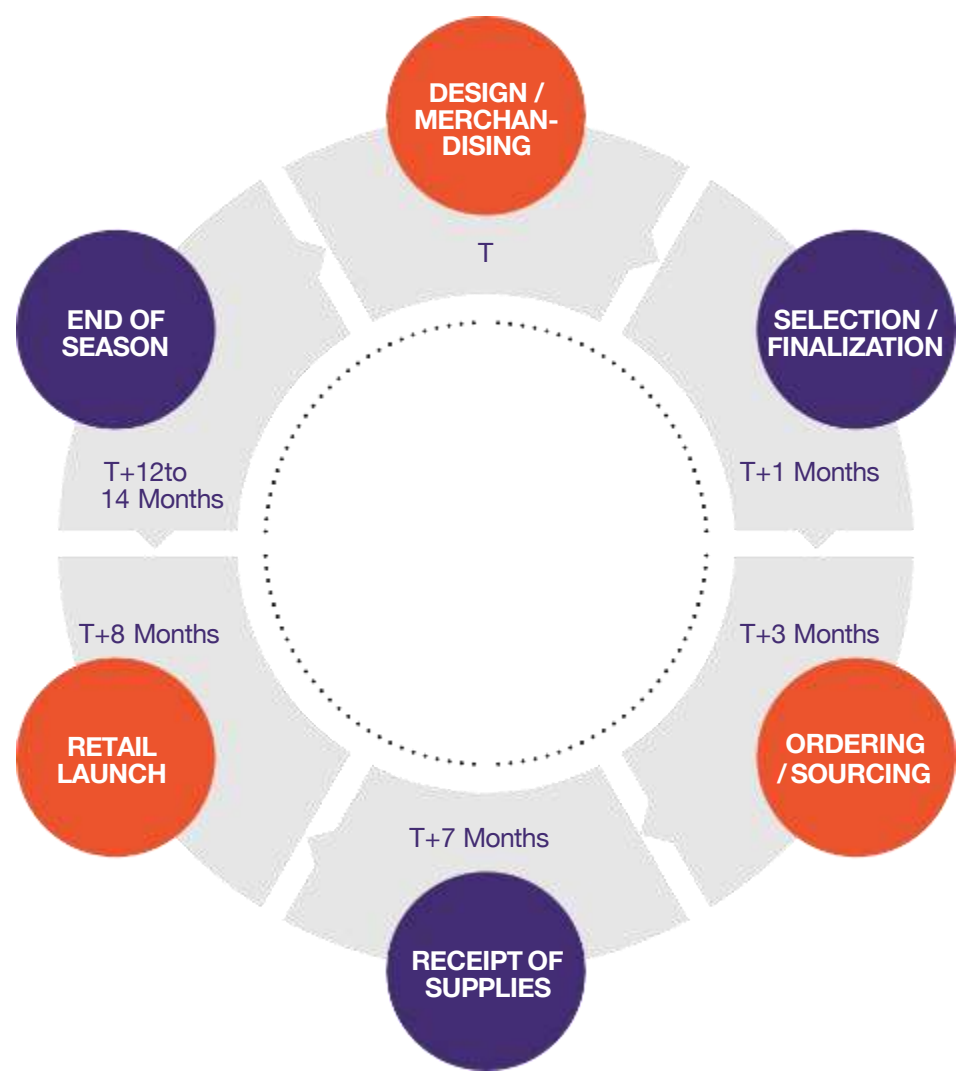 DESIGN /
MERCHAN-
DISING
T
SELECTION /
FINALIZATION
T+1 Months
T+3 Months
ORDERING
/ SOURCING
T+7 Months
RECEIPT OF
SUPPLIES
T+8 Months
RETAIL
LAUNCH
END OF
SEASON
T+12to
14 Months